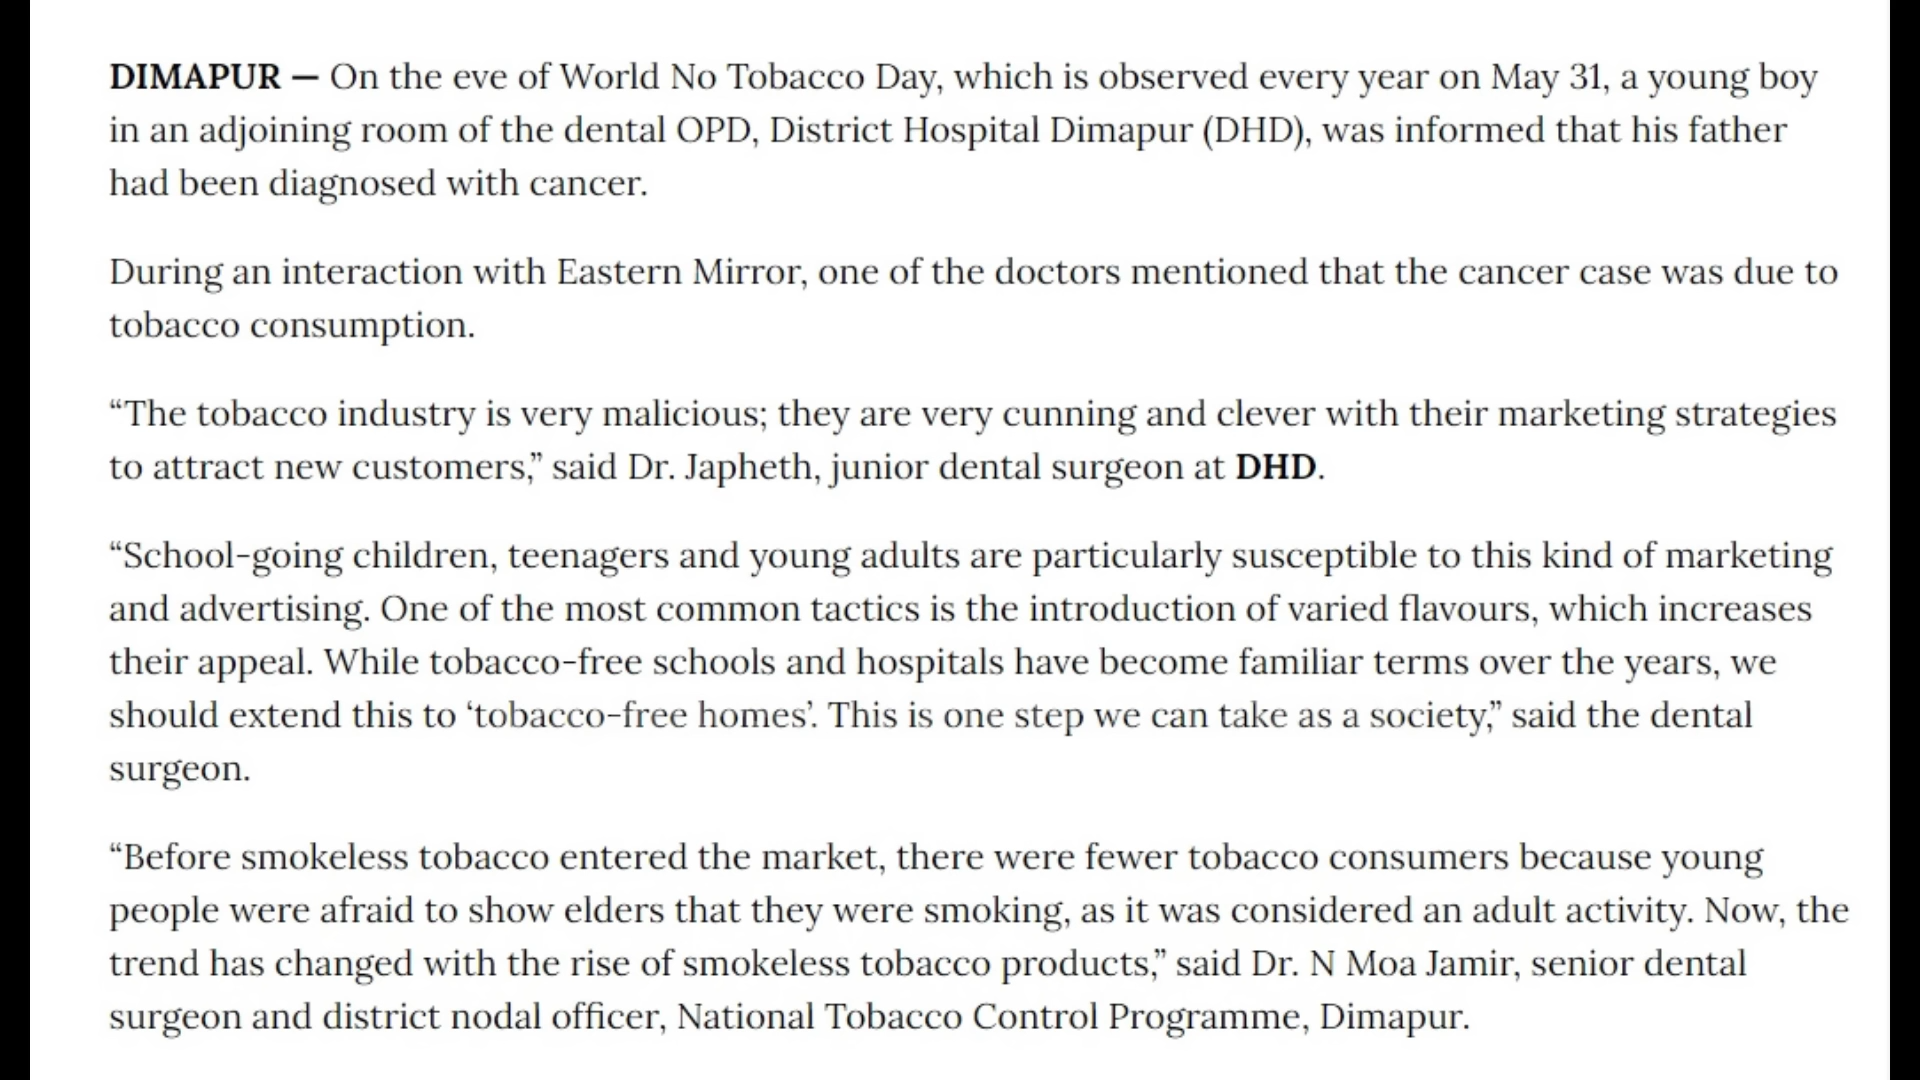 DIMAPUR — On the eve of World No Tobacco Day, which is observed every year on May 31, a young boy
in an adjoining room of the dental OPD, District Hospital Dimapur (DHD), was informed that his father
had been diagnosed with cancer.
During an interaction with Eastern Mirror, one of the doctors mentioned that the cancer case was due to
tobacco consumption.
“The tobacco industry is very malicious; they are very cunning and clever with their marketing strategies
to attract new customers,” said Dr. Japheth, junior dental surgeon at DHD.
“School-going children, teenagers and young adults are particularly susceptible to this kind of marketing
and advertising. One of the most common tactics is the introduction of varied flavours, which increases
their appeal. While tobacco-free schools and hospitals have become familiar terms over the years, we
should extend this to ‘tobacco-free homes’. This is one step we can take as a society,” said the dental
surgeon.
“Before smokeless tobacco entered the market, there were fewer tobacco consumers because young
people were afraid to show elders that they were smoking, as it was considered an adult activity. Now, the
trend has changed with the rise of smokeless tobacco products,” said Dr. N Moa Jamir, senior dental
surgeon and district nodal officer, National Tobacco Control Programme, Dimapur.